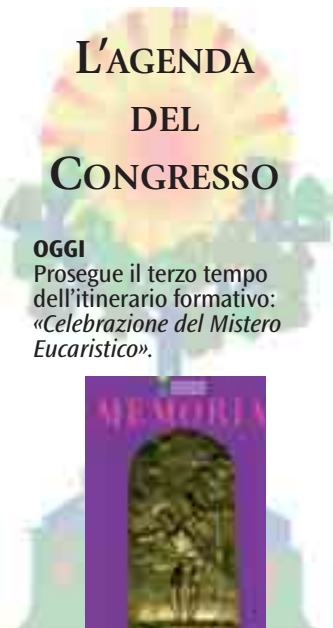 L'AGENDA
DEL
CONGRESSO
OGGI
Prosegue il terzo tempo
dell'itinerario formativo:
«Celebrazione del Mistero
Eucaristico».
MEMORIA